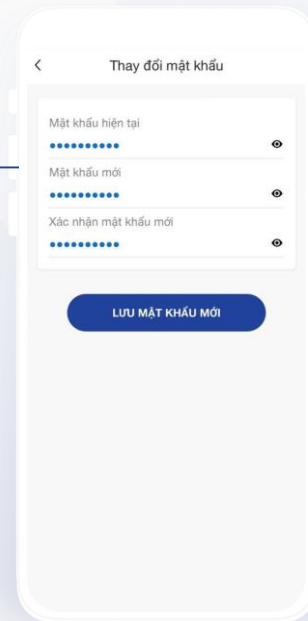 Thay đổi mật khẩu
Mật khẩu hiện tại
••••••••••
Mật khẩu mới
••••••••••
Xác nhận mật khẩu mới
••••••••••
LƯU MẬT KHẨU MỚI